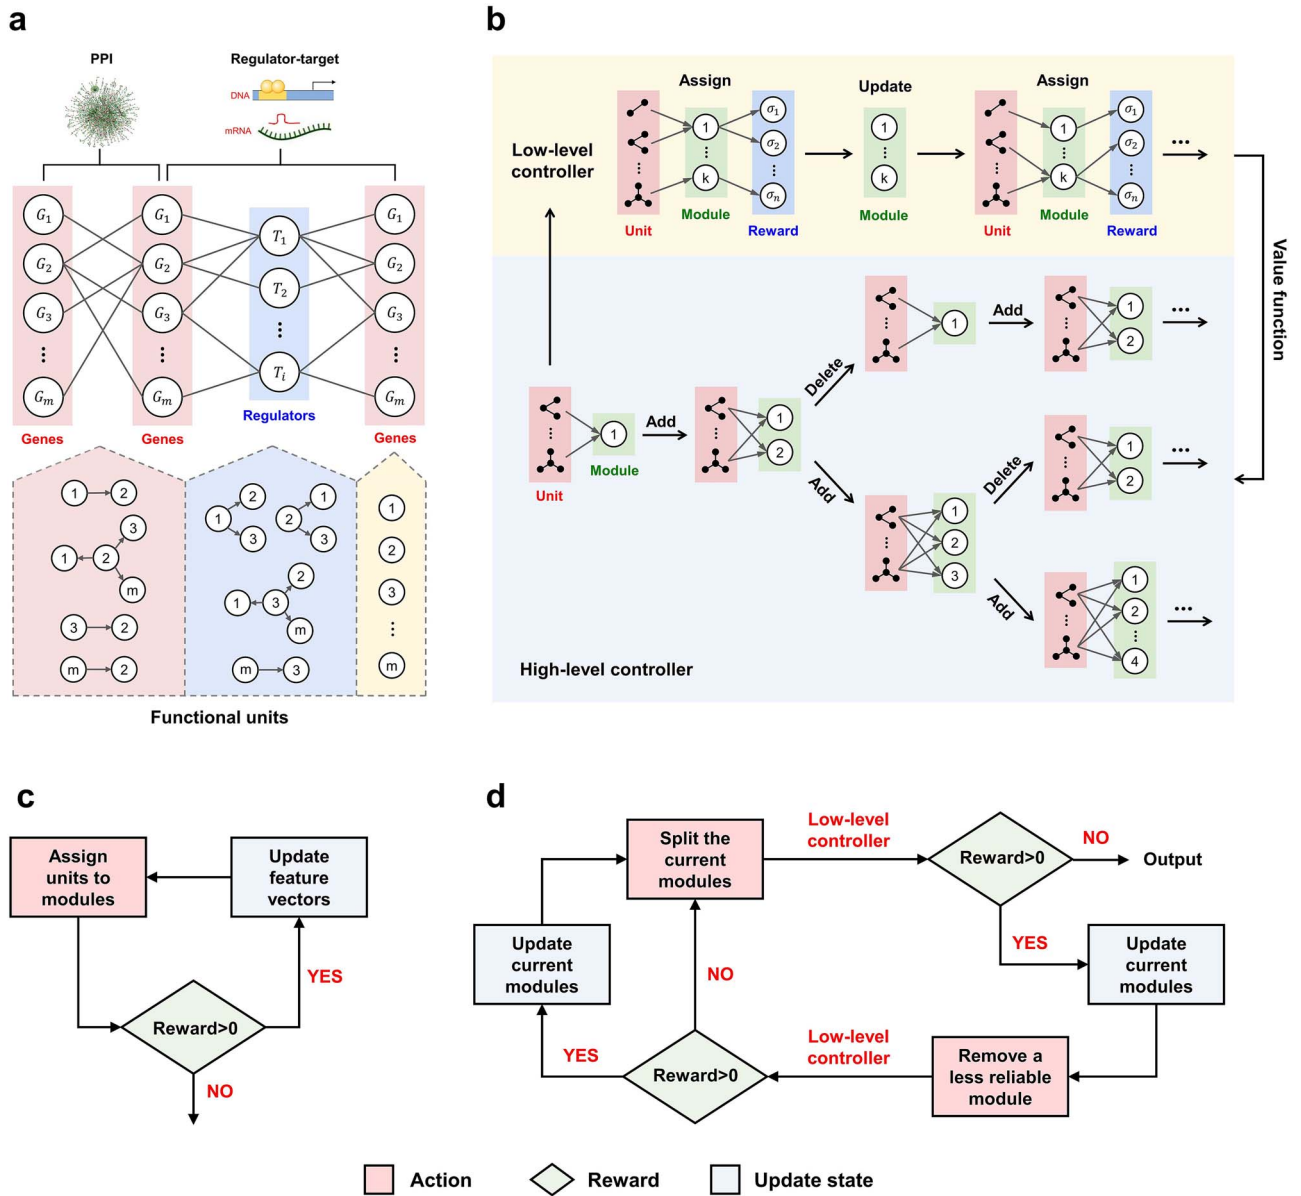 a
PPI
Regulator-target
DNA
mRNA
G1 G1 T1 G1
G2 G2 T2 G2
G3 G3 ⋮ G3
⋮ ⋮ ⋮
Gm Gm Ti Gm
Genes Genes Regulators Genes
1 2
3
1 2
m
3 2
m 2
2 1
1 2
3 3
2
1 3
m
m 3
1
2
3
⋮
m
Functional units
b
Low-level
controller
Assign Update Assign
1 σ1 1 1 σ1
⋮ σ2 ⋮ ⋮ σ2 ...
k ⋮ k k ⋮
σn σn
Unit Module Reward Module Unit Module Reward
Value function
⋮ 1 Add ⋮ 1 2 ...
Delete
⋮ 1 Add ⋮ 1 2
Unit Module
Add
⋮ 1 2 3
Delete
⋮ 1 2 ...
Add
⋮ 1 2 ⋮ 4 ...
High-level controller
c
Assign
units to
modules
Update
feature
vectors
Reward>0
YES
NO
d
Split the
current
modules
Low-level
controller
Reward>0
NO
Output
YES
Update
current
modules
Remove a
less reliable
module
Low-level
controller
Reward>0
NO
YES
Update
current
modules
Action Reward Update state